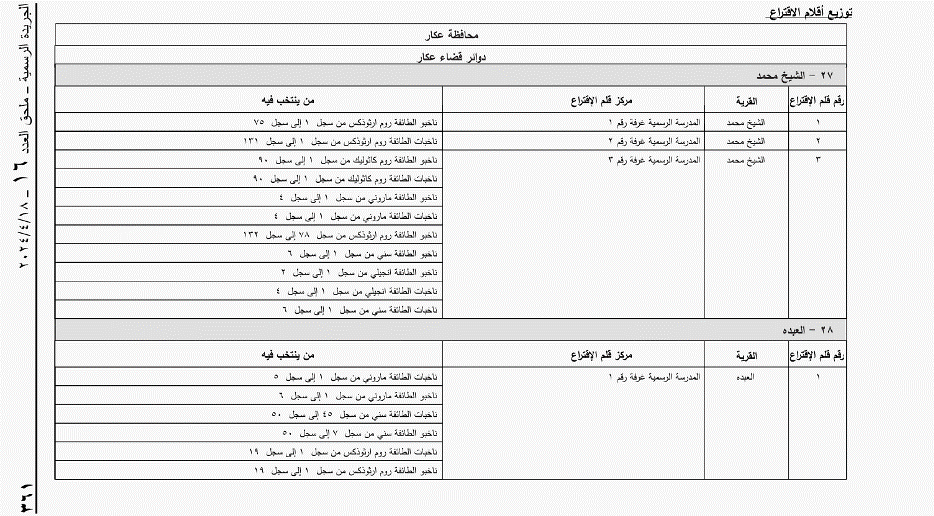 توزيع أقلام الاقتراع
محافظة عكار
دوائر قضاء عكار
٢٧ - الشيخ محمد
رقم قلم الإقتراع القرية مركز قلم الإقتراع من ينتخب فيه
١ الشيخ محمد المدرسة الرسمية غرفة رقم ١ ناخبو الطائفة روم ارثوذكس من سجل ١ إلى سجل ٧٥
٢ الشيخ محمد المدرسة الرسمية غرفة رقم ٢ ناخبات الطائفة روم ارثوذكس من سجل ١ إلى سجل ١٣١
٣ الشيخ محمد المدرسة الرسمية غرفة رقم ٣ ناخبو الطائفة روم كاثوليك من سجل ١ إلى سجل ٩٠
ناخبات الطائفة روم كاثوليك من سجل ١ إلى سجل ٩٠
ناخبو الطائفة ماروني من سجل ١ إلى سجل ٤
ناخبات الطائفة ماروني من سجل ١ إلى سجل ٤
ناخبو الطائفة روم ارثوذكس من سجل ٧٨ إلى سجل ١٣٢
ناخبو الطائفة سني من سجل ١ إلى سجل ٦
ناخبو الطائفة انجيلي من سجل ١ إلى سجل ٢
ناخبات الطائفة انجيلي من سجل ١ إلى سجل ٤
ناخبات الطائفة سني من سجل ١ إلى سجل ٦
٢٨ - العبده
رقم قلم الإقتراع القرية مركز قلم الإقتراع من ينتخب فيه
١ العبده المدرسة الرسمية غرفة رقم ١ ناخبات الطائفة ماروني من سجل ١ إلى سجل ٥
ناخبو الطائفة ماروني من سجل ١ إلى سجل ٦
ناخبات الطائفة سني من سجل ٤٥ إلى سجل ٥٠
ناخبو الطائفة سني من سجل ٧ إلى سجل ٥٠
ناخبات الطائفة روم ارثوذكس من سجل ١ إلى سجل ١٩
ناخبو الطائفة روم ارثوذكس من سجل ١ إلى سجل ١٩
الجريدة الرسمية - ملحق العدد ١٦ - ٢٠٢٤/٤/١٨
٣٦١